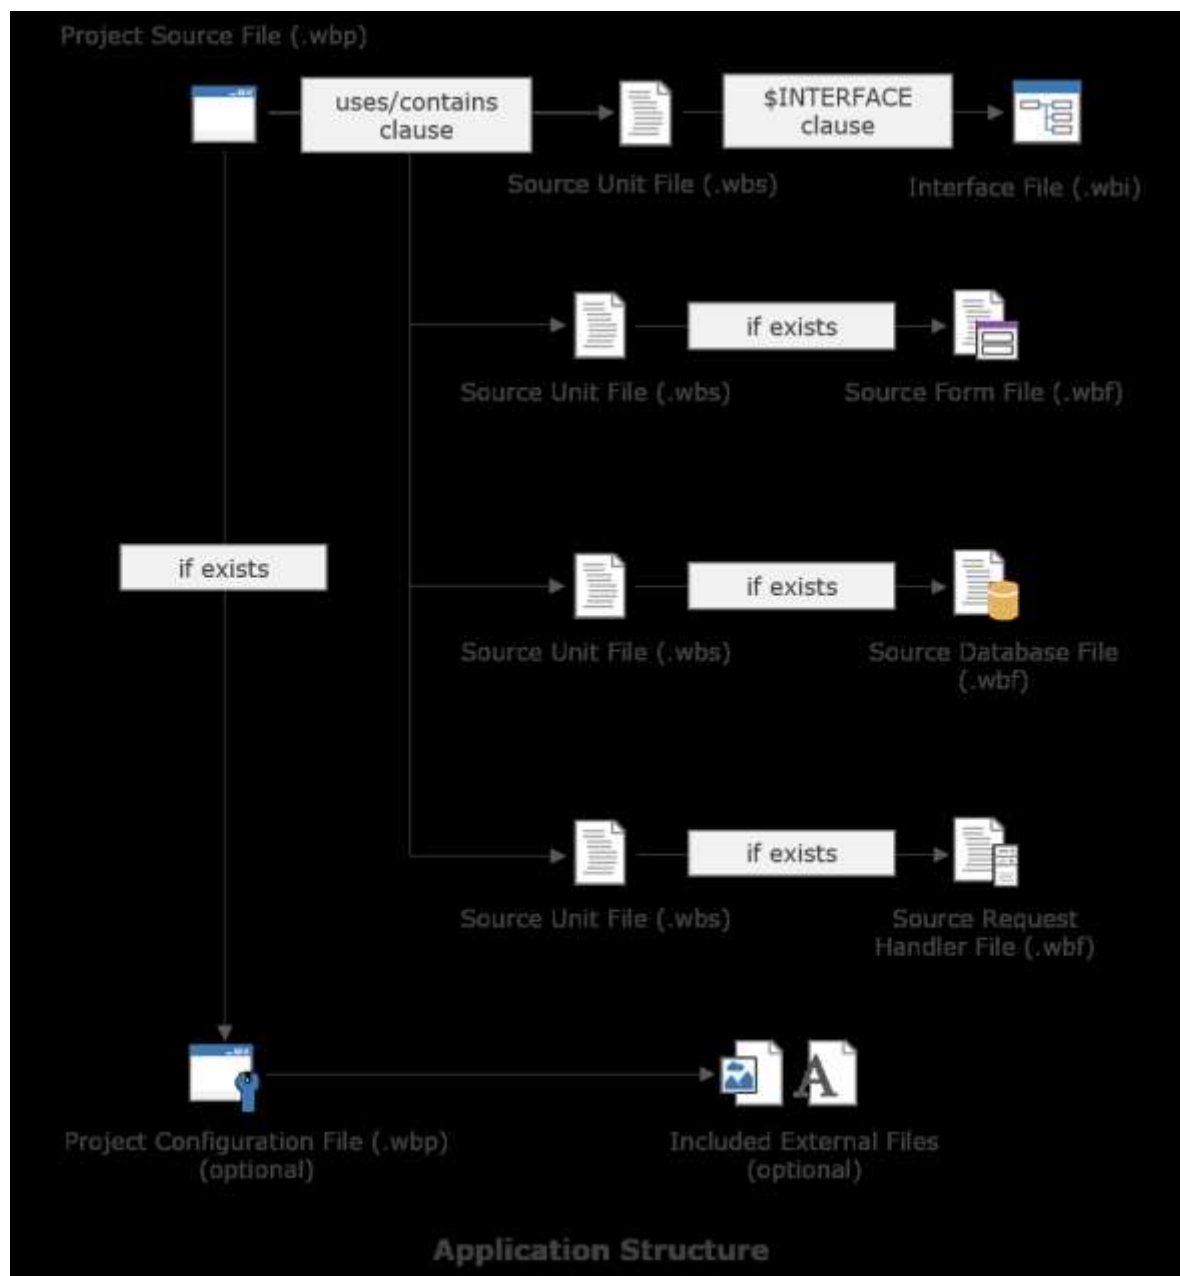 Project Source File (.wbp)
uses/contains
clause
$INTERFACE
clause
Source Unit File (.wbs)
Interface File (.wbi)
if exists
Source Unit File (.wbs)
Source Form File (.wbf)
if exists
if exists
Source Unit File (.wbs)
Source Database File
(.wbf)
if exists
Source Unit File (.wbs)
Source Request
Handler File (.wbf)
Project Configuration File (.wbp)
(optional)
Included External Files
(optional)
Application Structure